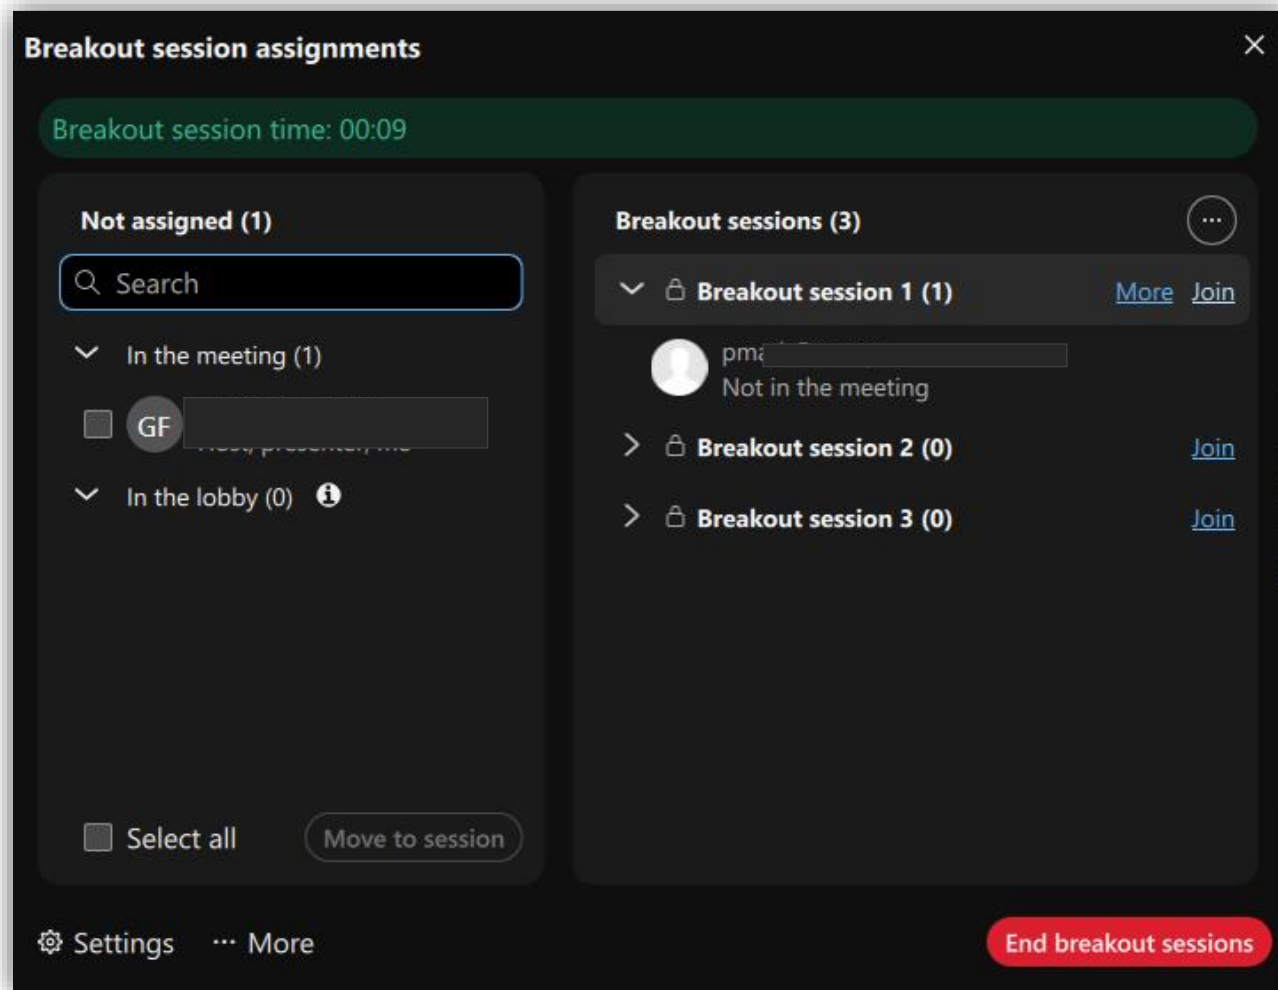 Breakout session assignments
Breakout session time: 00:09
Not assigned (1)
Search
In the meeting (1)
GF
In the lobby (0)
Select all
Move to session
Breakout sessions (3)
Breakout session 1 (1) More Join
Not in the meeting
Breakout session 2 (0) Join
Breakout session 3 (0) Join
Settings ... More
End breakout sessions